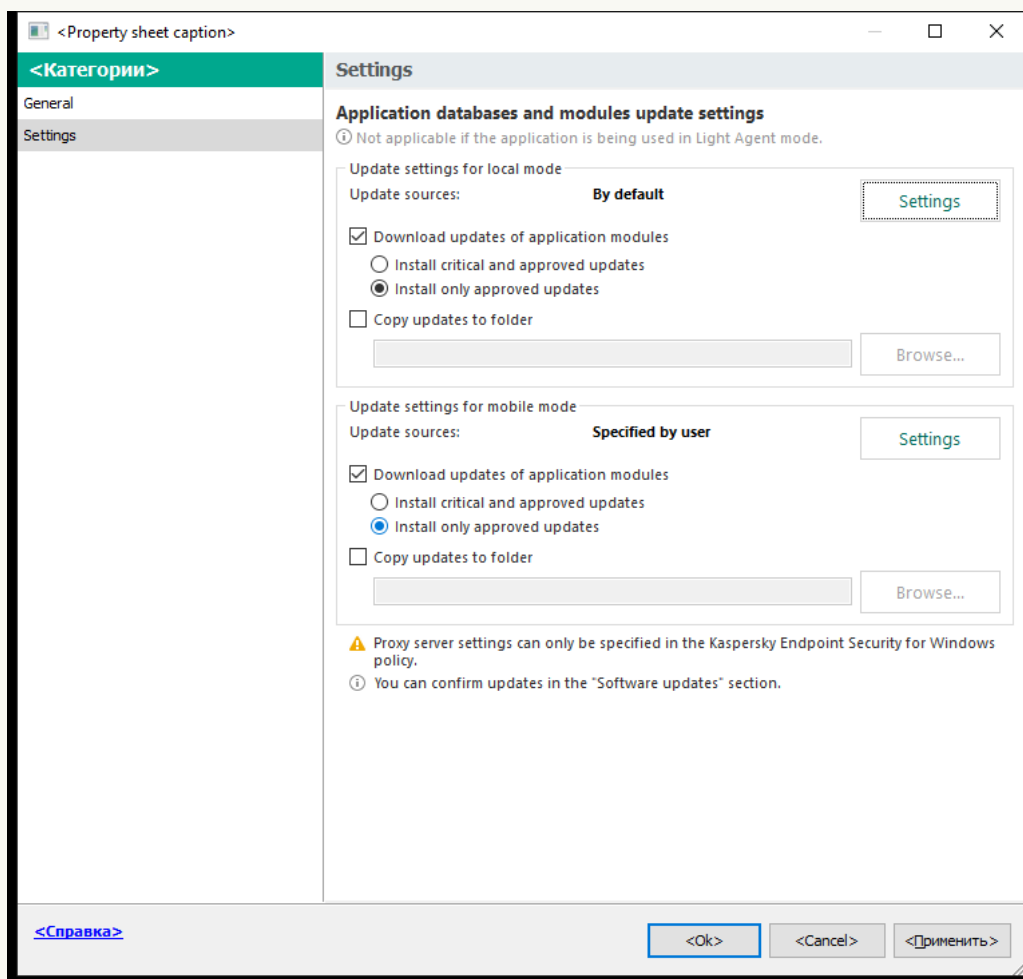 <Property sheet caption>
<Категории>
General
Settings
Settings
Application databases and modules update settings
Not applicable if the application is being used in Light Agent mode.
Update settings for local mode
Update sources: By default Settings
Download updates of application modules
Install critical and approved updates
Install only approved updates
Copy updates to folder
Browse...
Update settings for mobile mode
Update sources: Specified by user Settings
Download updates of application modules
Install critical and approved updates
Install only approved updates
Copy updates to folder
Browse...
Proxy server settings can only be specified in the Kaspersky Endpoint Security for Windows
policy.
You can confirm updates in the "Software updates" section.
<Справка>
<Ok> <Cancel> <Применить>